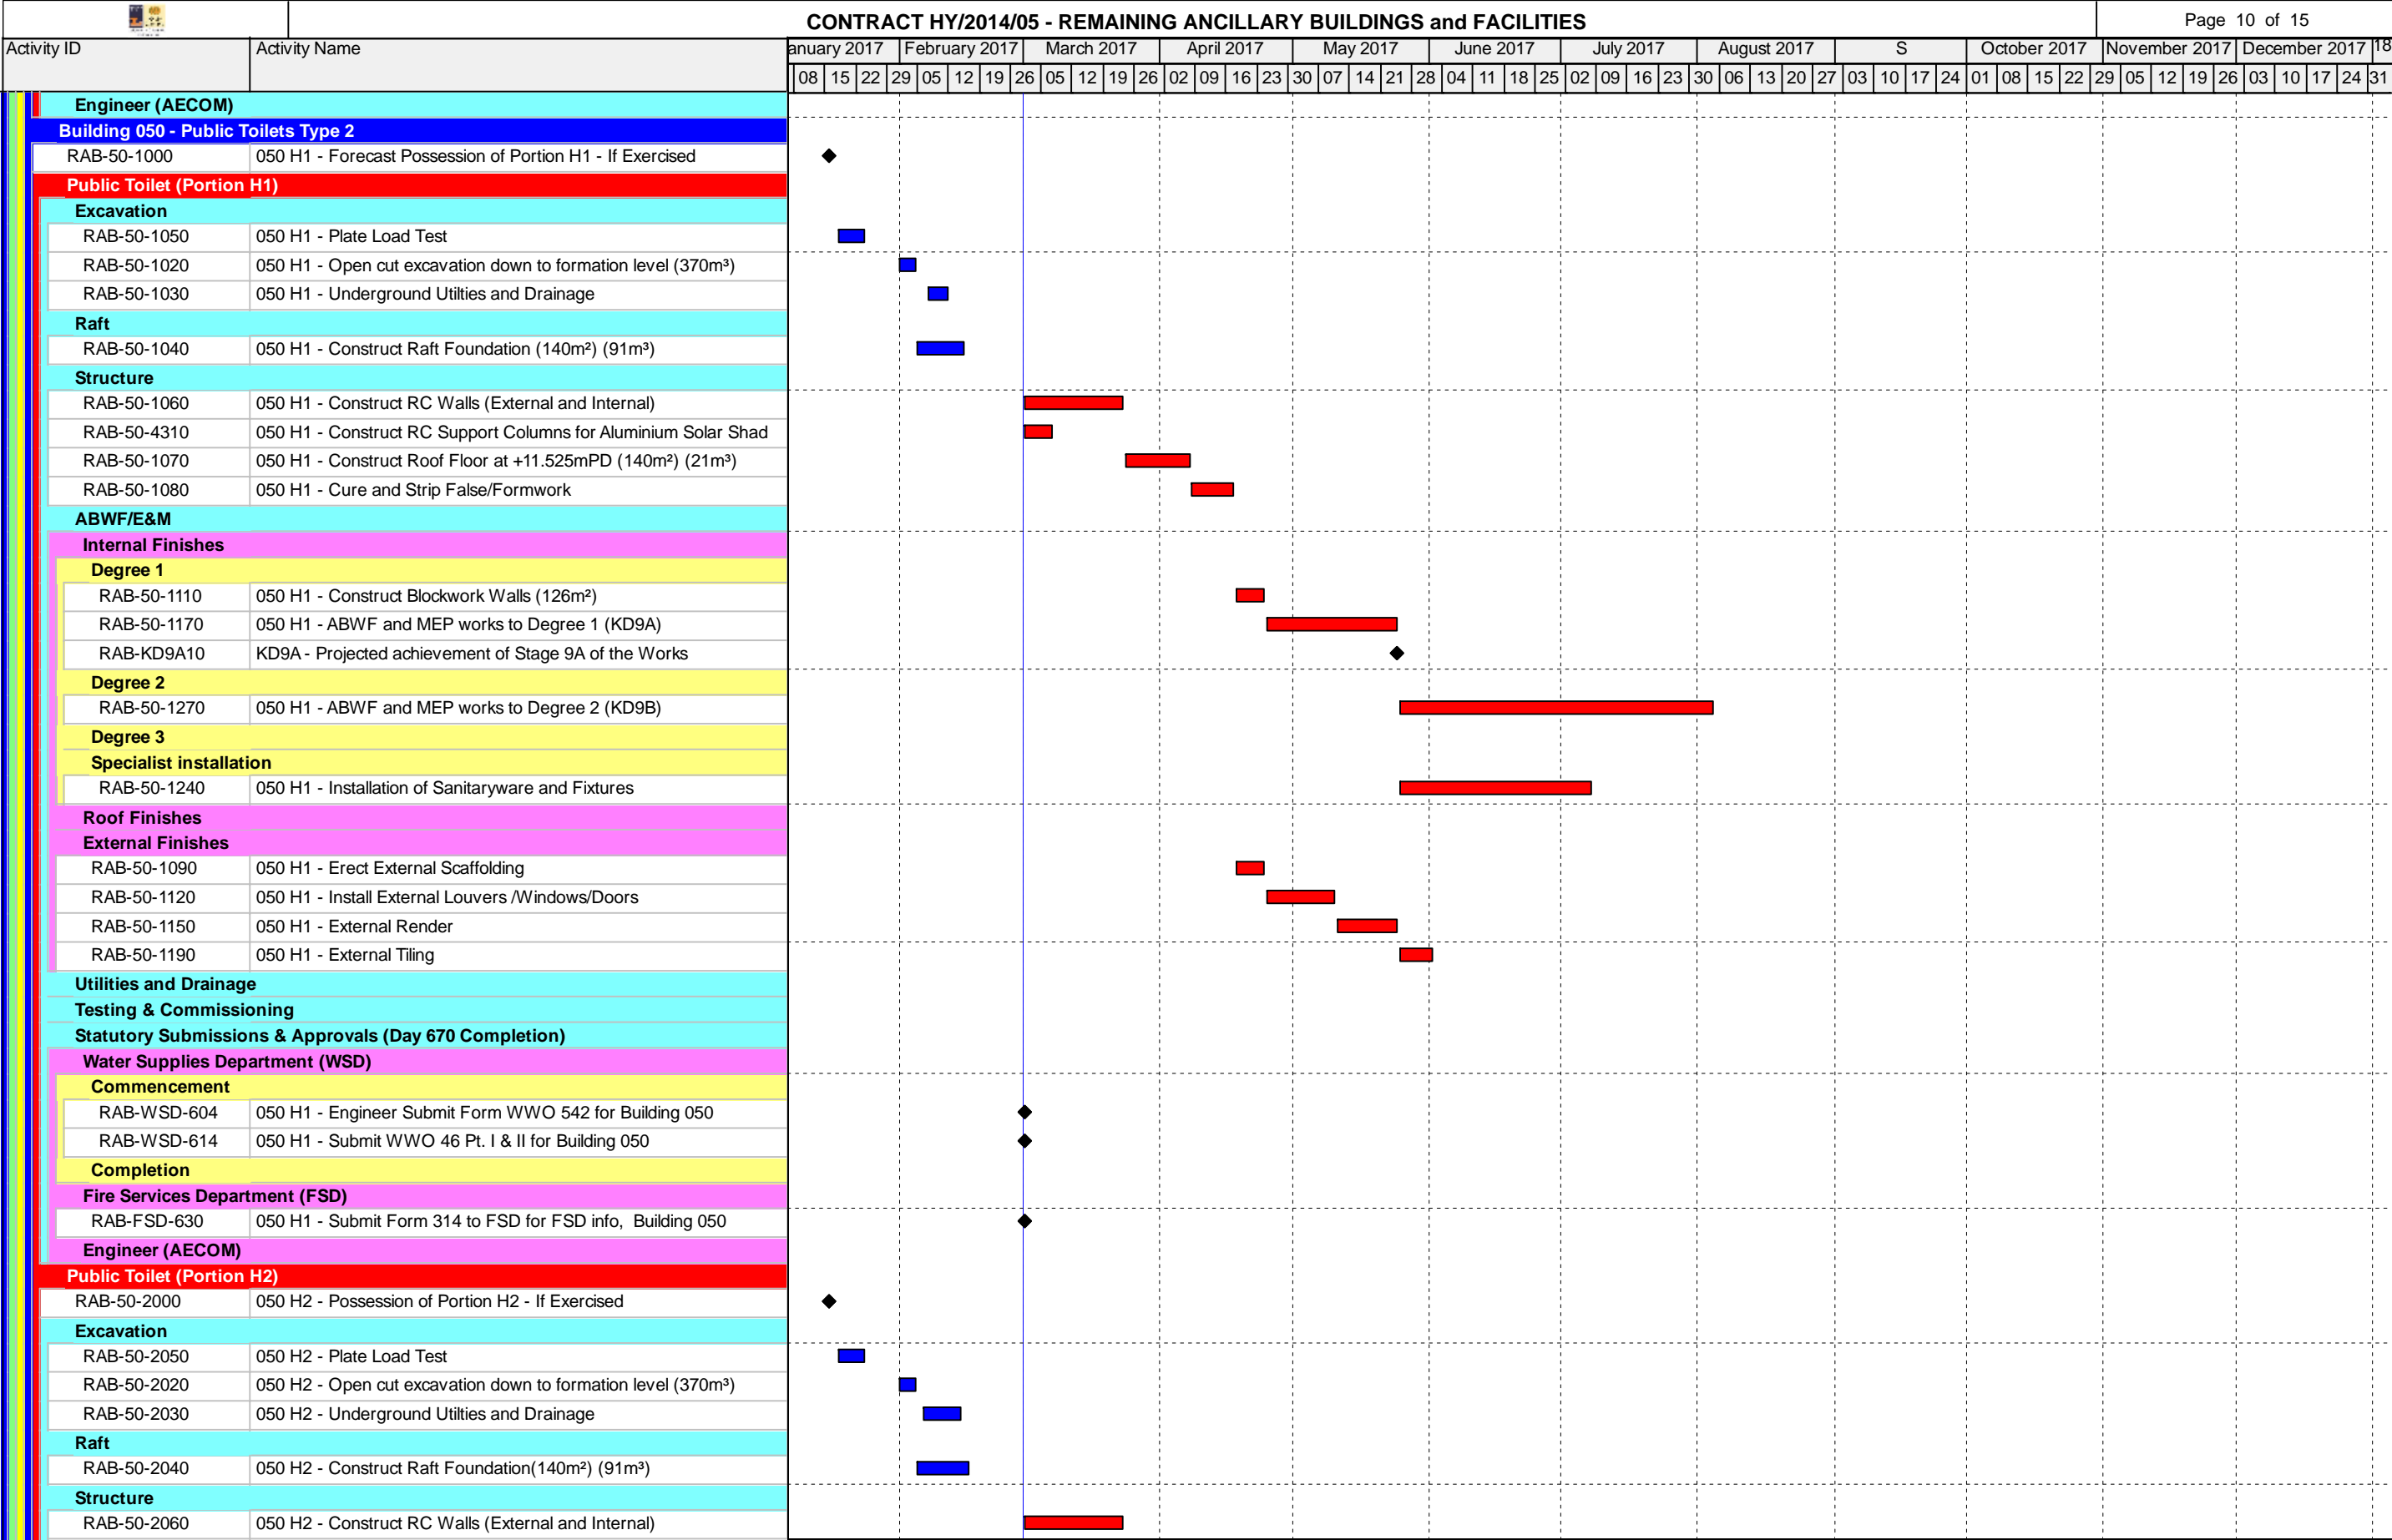 CONTRACT HY/2014/05 - REMAINING ANCILLARY BUILDINGS and FACILITIES
Page 10 of 15
Activity ID Activity Name anuary 2017 February 2017 March 2017 April 2017 May 2017 June 2017 July 2017 August 2017 S October 2017 November 2017 December 2017 18
08 15 22 29 05 12 19 26 05 12 19 26 02 09 16 23 30 07 14 21 28 04 11 18 25 02 09 16 23 30 06 13 20 27 03 10 17 24 01 08 15 22 29 05 12 19 26 03 10 17 24 31
Engineer (AECOM)
Building 050 - Public Toilets Type 2
RAB-50-1000 050 H1 - Forecast Possession of Portion H1 - If Exercised
Public Toilet (Portion H1)
Excavation
RAB-50-1050 050 H1 - Plate Load Test
RAB-50-1020 050 H1 - Open cut excavation down to formation level (370m³)
RAB-50-1030 050 H1 - Underground Utilties and Drainage
Raft
RAB-50-1040 050 H1 - Construct Raft Foundation (140m²) (91m³)
Structure
RAB-50-1060 050 H1 - Construct RC Walls (External and Internal)
RAB-50-4310 050 H1 - Construct RC Support Columns for Aluminium Solar Shad
RAB-50-1070 050 H1 - Construct Roof Floor at +11.525mPD (140m²) (21m³)
RAB-50-1080 050 H1 - Cure and Strip False/Formwork
ABWF/E&M
Internal Finishes
Degree 1
RAB-50-1110 050 H1 - Construct Blockwork Walls (126m²)
RAB-50-1170 050 H1 - ABWF and MEP works to Degree 1 (KD9A)
RAB-KD9A10 KD9A - Projected achievement of Stage 9A of the Works
Degree 2
RAB-50-1270 050 H1 - ABWF and MEP works to Degree 2 (KD9B)
Degree 3
Specialist installation
RAB-50-1240 050 H1 - Installation of Sanitaryware and Fixtures
Roof Finishes
External Finishes
RAB-50-1090 050 H1 - Erect External Scaffolding
RAB-50-1120 050 H1 - Install External Louvers /Windows/Doors
RAB-50-1150 050 H1 - External Render
RAB-50-1190 050 H1 - External Tiling
Utilities and Drainage
Testing & Commissioning
Statutory Submissions & Approvals (Day 670 Completion)
Water Supplies Department (WSD)
Commencement
RAB-WSD-604 050 H1 - Engineer Submit Form WWO 542 for Building 050
RAB-WSD-614 050 H1 - Submit WWO 46 Pt. I & II for Building 050
Completion
Fire Services Department (FSD)
RAB-FSD-630 050 H1 - Submit Form 314 to FSD for FSD info, Building 050
Engineer (AECOM)
Public Toilet (Portion H2)
RAB-50-2000 050 H2 - Possession of Portion H2 - If Exercised
Excavation
RAB-50-2050 050 H2 - Plate Load Test
RAB-50-2020 050 H2 - Open cut excavation down to formation level (370m³)
RAB-50-2030 050 H2 - Underground Utilties and Drainage
Raft
RAB-50-2040 050 H2 - Construct Raft Foundation(140m²) (91m³)
Structure
RAB-50-2060 050 H2 - Construct RC Walls (External and Internal)